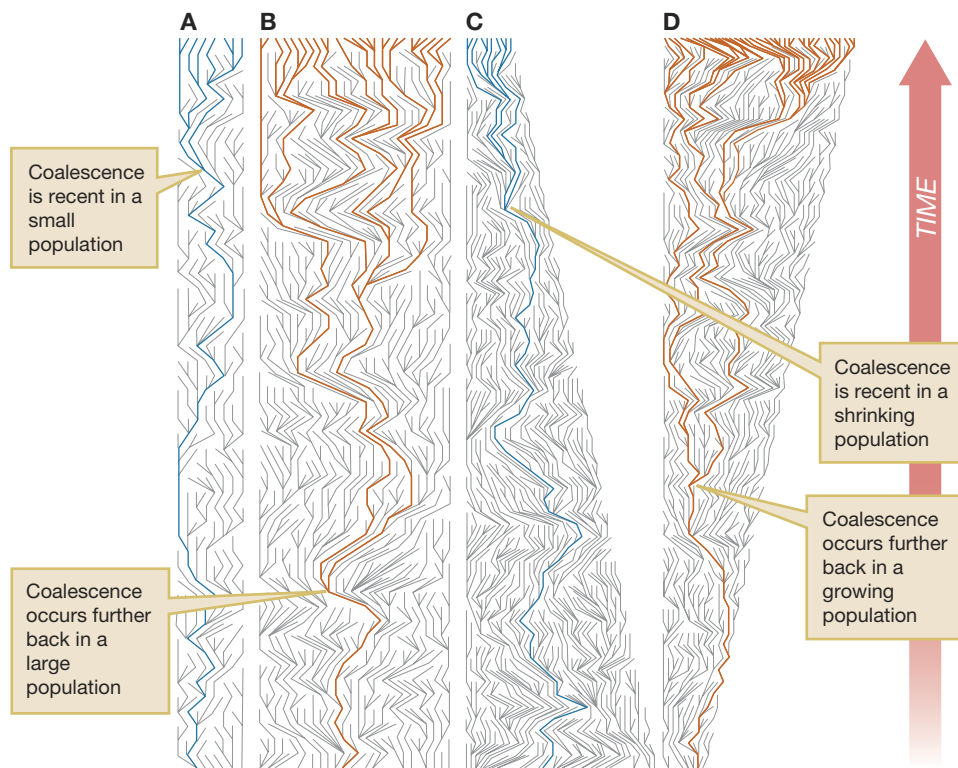 A
B
C
D
Coalescence
is recent in a
small
population
TIME
Coalescence
is recent in a
shrinking
population
Coalescence
occurs further
back in a
growing
population
Coalescence
occurs further
back in a
large
population